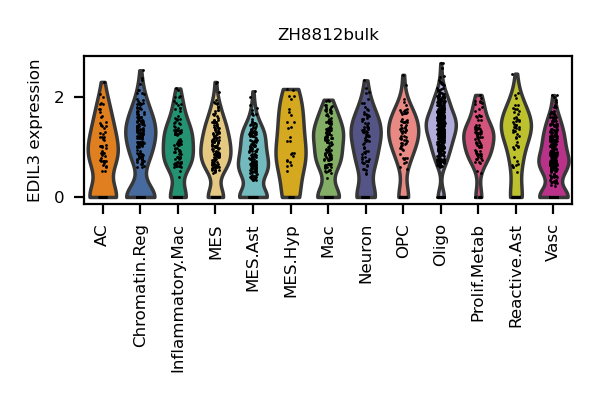 ZH8812bulk
EDIL3 expression
2
0
AC
Chromatin.Reg
Inflammatory.Mac
MES
MES.Ast
MES.Hyp
Mac
Neuron
OPC
Oligo
Prolif.Metab
Reactive.Ast
Vasc